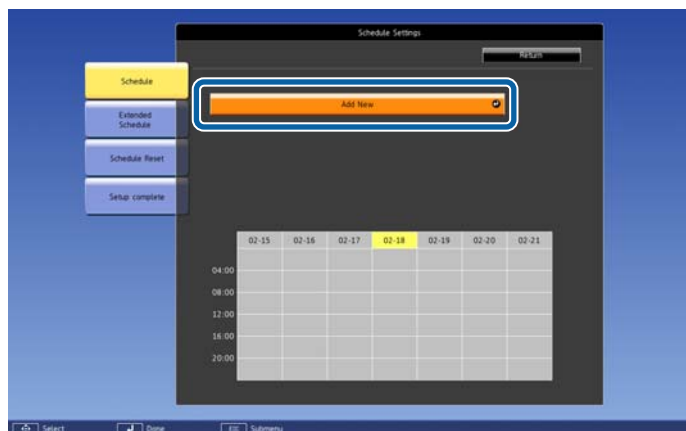 Schedule Settings
Return
Schedule
Add New
Extended
Schedule
Schedule Reset
Setup complete
02-15 02-16 02-17 02-18 02-19 02-20 02-21
04:00
08:00
12:00
16:00
20:00
Select Done Submenu